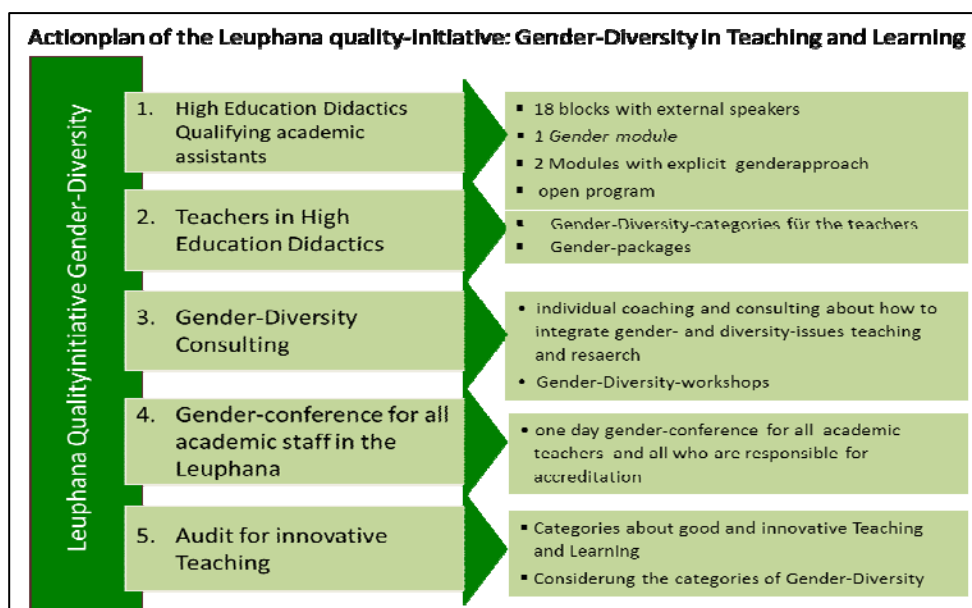 Actionplan of the Leuphana quality-initiative: Gender-Diversity in Teaching and Learning
Leuphana Qualityinitiative Gender-Diversity
1. High Education Didactics
Qualifying academic
assistants
▪ 18 blocks with external speakers
▪ 1 Gender module
▪ 2 Modules with explicit genderapproach
▪ open program
2. Teachers in High
Education Didactics
▪ Gender-Diversity-categories für the teachers
▪ Gender-packages
3. Gender-Diversity
Consulting
• individual coaching and consulting about how to
integrate gender- and diversity-issues teaching
and resaerch
• Gender-Diversity-workshops
4. Gender-conference for all
academic staff in the
Leuphana
• one day gender-conference for all academic
teachers and all who are responsible for
accreditation
5. Audit for innovative
Teaching
▪ Categories about good and innovative Teaching
and Learning
▪ Considerung the categories of Gender-Diversity